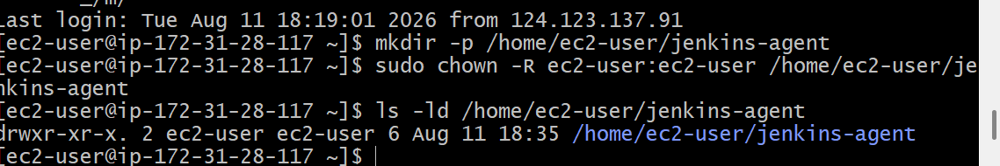 Last login: Tue Aug 11 18:19:01 2026 from 124.123.137.91
[ec2-user@ip-172-31-28-117 ~]$ mkdir -p /home/ec2-user/jenkins-agent
[ec2-user@ip-172-31-28-117 ~]$ sudo chown -R ec2-user:ec2-user /home/ec2-user/je
nkins-agent
[ec2-user@ip-172-31-28-117 ~]$ ls -ld /home/ec2-user/jenkins-agent
drwxr-xr-x. 2 ec2-user ec2-user 6 Aug 11 18:35 /home/ec2-user/jenkins-agent
[ec2-user@ip-172-31-28-117 ~]$